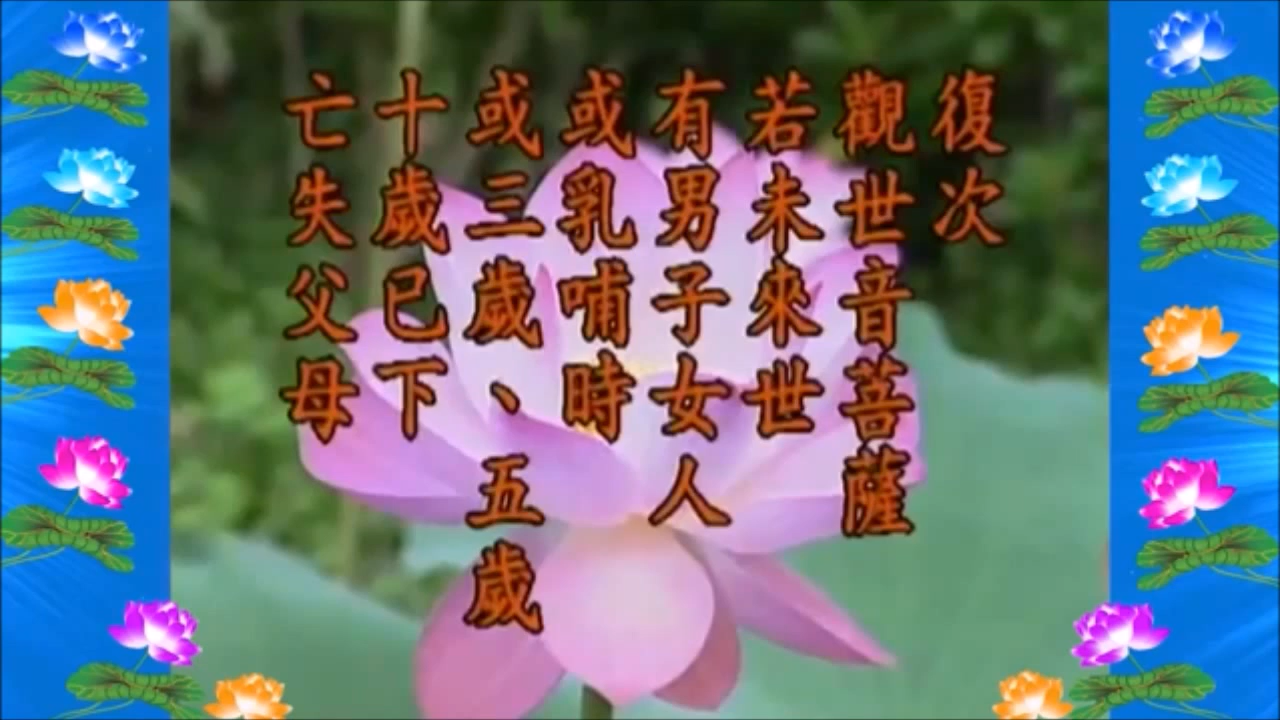 復次
觀世音菩薩
若未來世
有男子女人
或乳哺時
或三歲、五歲
十歲已下
亡失父母